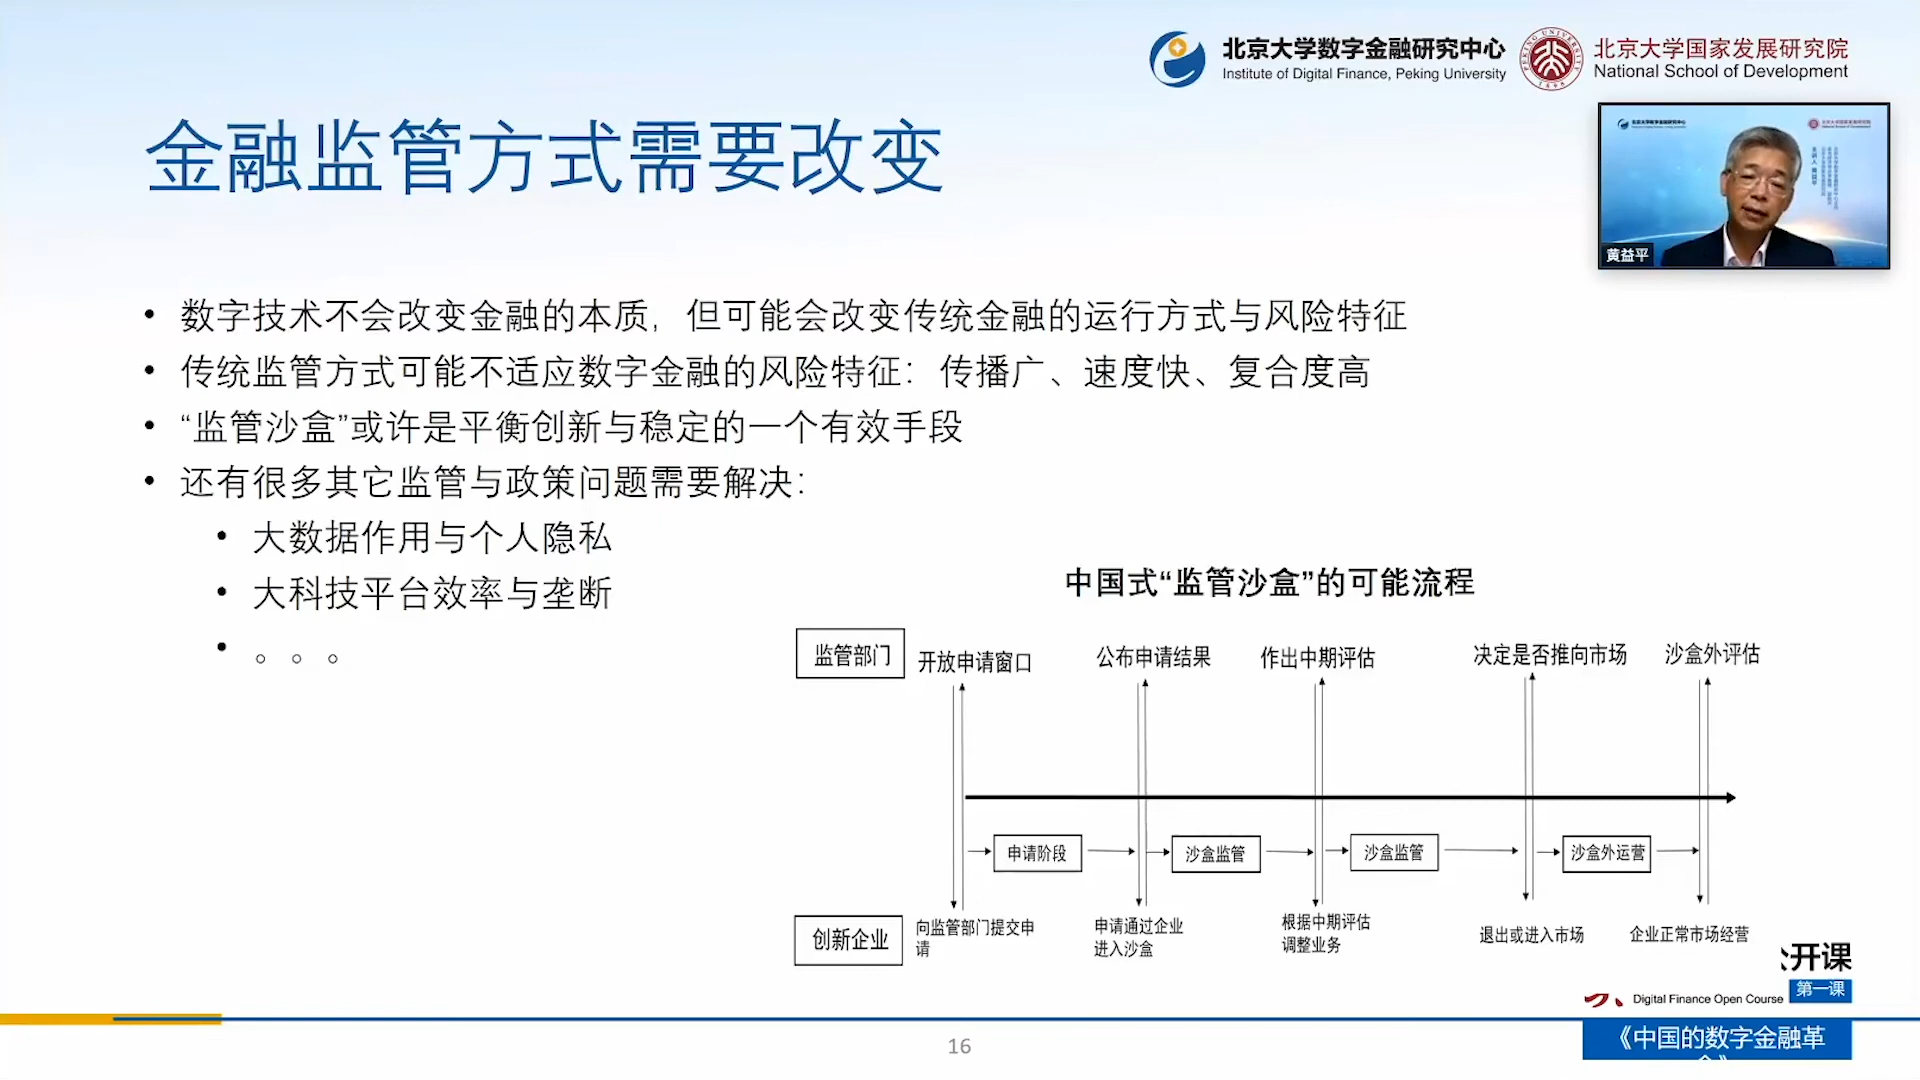 北京大学数字金融研究中心
Institute of Digital Finance, Peking University
北京大学国家发展研究院
National School of Development
金融监管方式需要改变
黄益平
• 数字技术不会改变金融的本质，但可能会改变传统金融的运行方式与风险特征
• 传统监管方式可能不适应数字金融的风险特征：传播广、速度快、复合度高
• “监管沙盒”或许是平衡创新与稳定的一个有效手段
• 还有很多其它监管与政策问题需要解决：
• 大数据作用与个人隐私
• 大科技平台效率与垄断
• 。。。
中国式“监管沙盒”的可能流程
监管部门
开放申请窗口
公布申请结果
作出中期评估
决定是否推向市场
沙盒外评估
申请阶段
沙盒监管
沙盒监管
沙盒外运营
创新企业
向监管部门提交申
请
申请通过企业
进入沙盒
根据中期评估
调整业务
退出或进入市场
企业正常市场经营
开课
Digital Finance Open Course
第一课
《中国的数字金融革
16